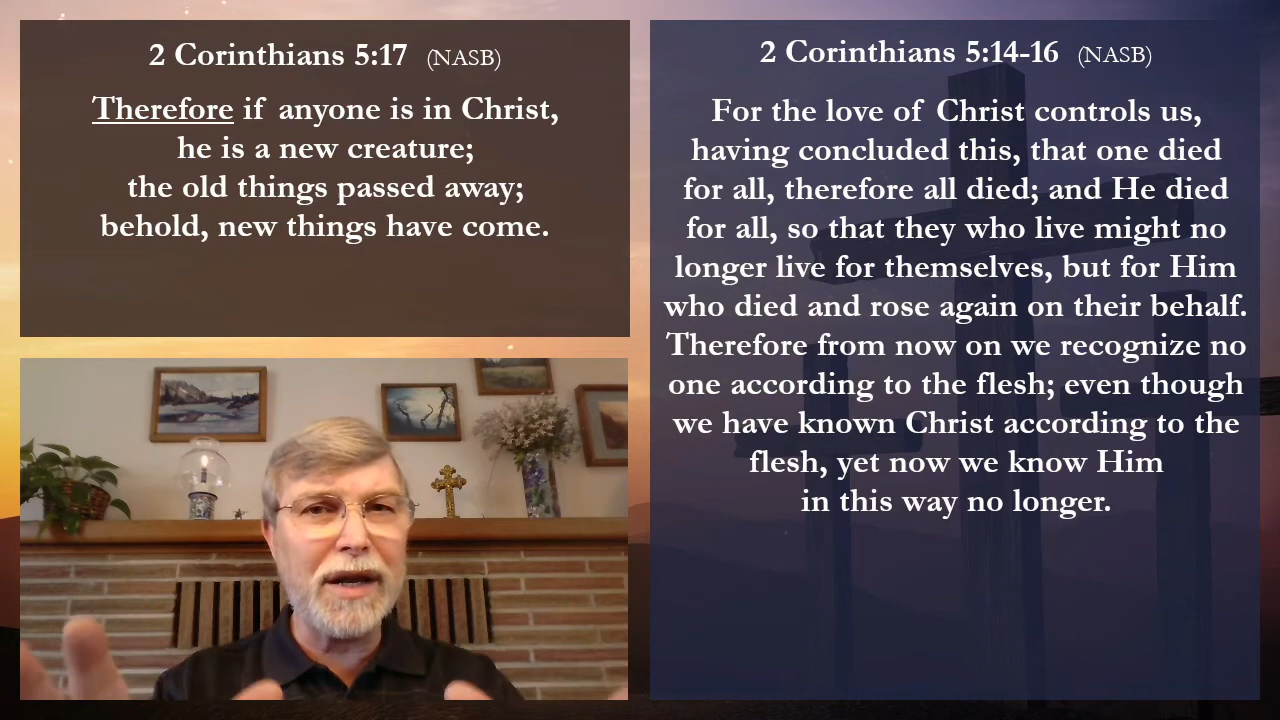 2 Corinthians 5:17 (NASB)
Therefore if anyone is in Christ,
he is a new creature;
the old things passed away;
behold, new things have come.
2 Corinthians 5:14-16 (NASB)
For the love of Christ controls us,
having concluded this, that one died
for all, therefore all died; and He died
for all, so that they who live might no
longer live for themselves, but for Him
who died and rose again on their behalf.
Therefore from now on we recognize no
one according to the flesh; even though
we have known Christ according to the
flesh, yet now we know Him
in this way no longer.